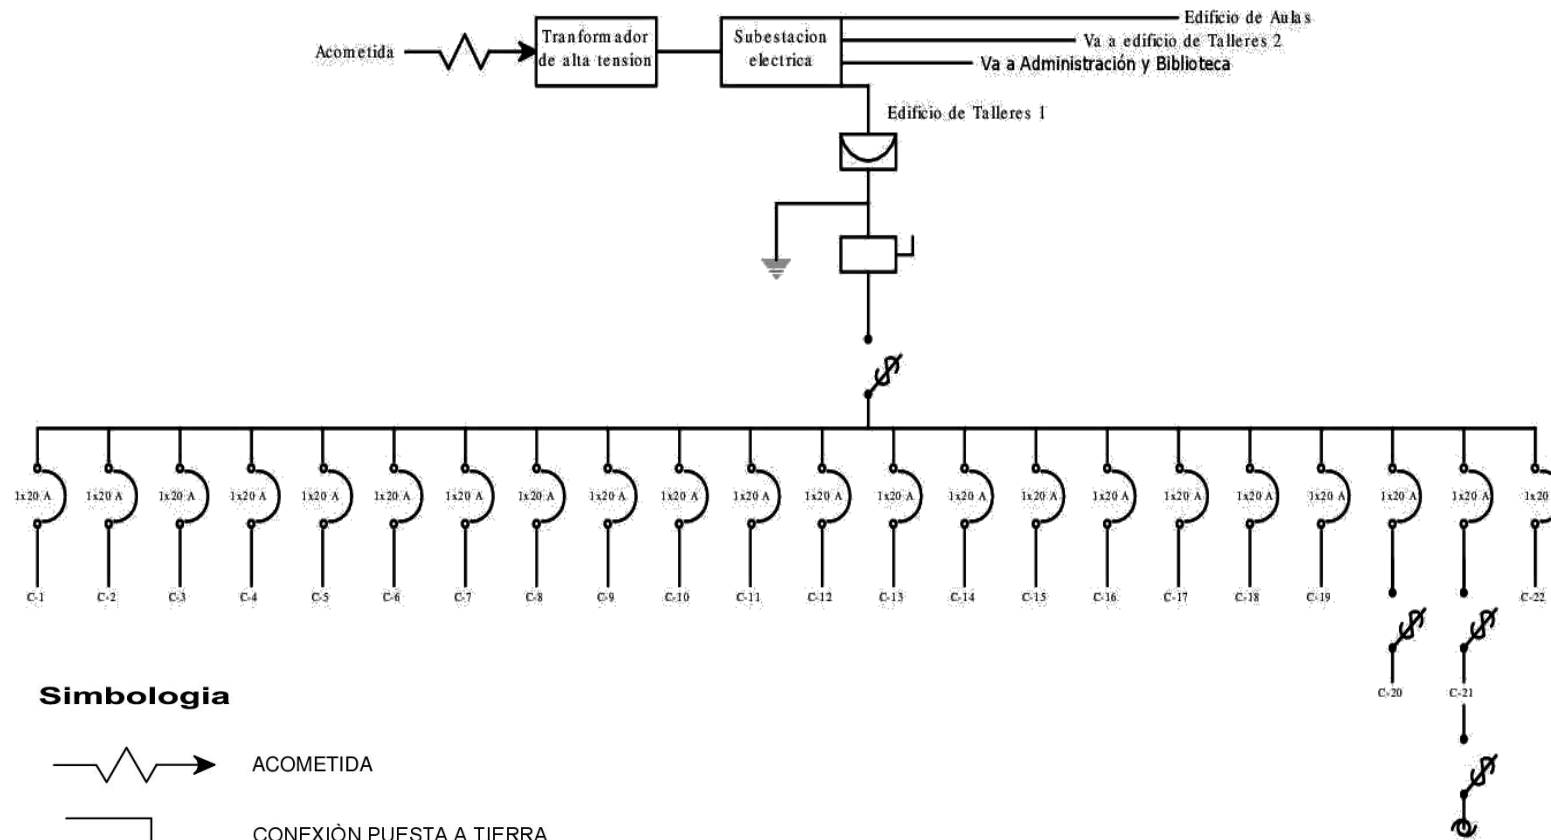 Edificio de Aulas
Acometida
Tranformador
de alta tension
Subestacion
electrica
Va a edificio de Talleres 2
Va a Administración y Biblioteca
Edificio de Talleres 1
1x20 A 1x20 A 1x20 A 1x20 A 1x20 A 1x20 A 1x20 A 1x20 A 1x20 A 1x20 A 1x20 A 1x20 A 1x20 A 1x20 A 1x20 A 1x20 A 1x20 A 1x20 A 1x20 A 1x20 A 1x20 A 1x20
C-1 C-2 C-3 C-4 C-5 C-6 C-7 C-8 C-9 C-10 C-11 C-12 C-13 C-14 C-15 C-16 C-17 C-18 C-19 C-22
C-20 C-21
Simbologia
ACOMETIDA
CONEXIÒN PUESTA A TIERRA